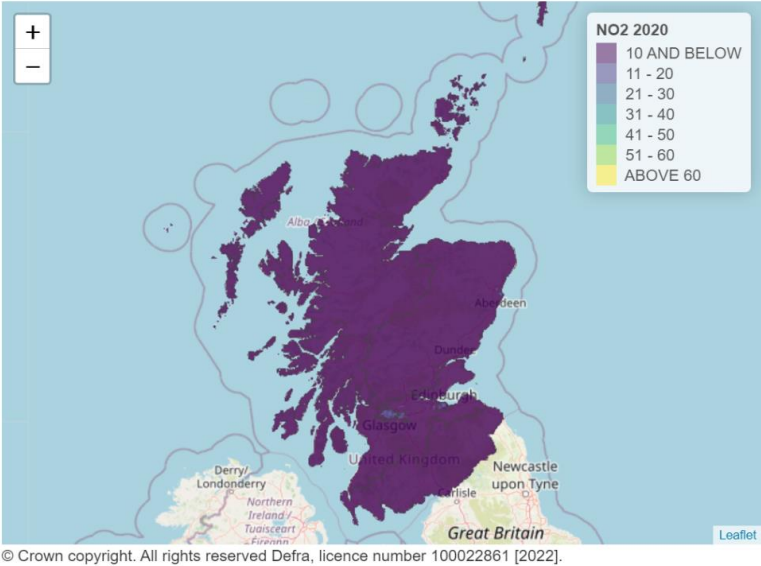 +
−
NO2 2020
10 AND BELOW
11 - 20
21 - 30
31 - 40
41 - 50
51 - 60
ABOVE 60
Aberdeen
Dundee
Edinburgh
Glasgow
United Kingdom
Derry/
Londonderry
Newcastle
upon Tyne
Carlisle
Northern
Ireland /
Tuaisceart
Éireann
Great Britain
Leaflet
© Crown copyright. All rights reserved Defra, licence number 100022861 [2022].